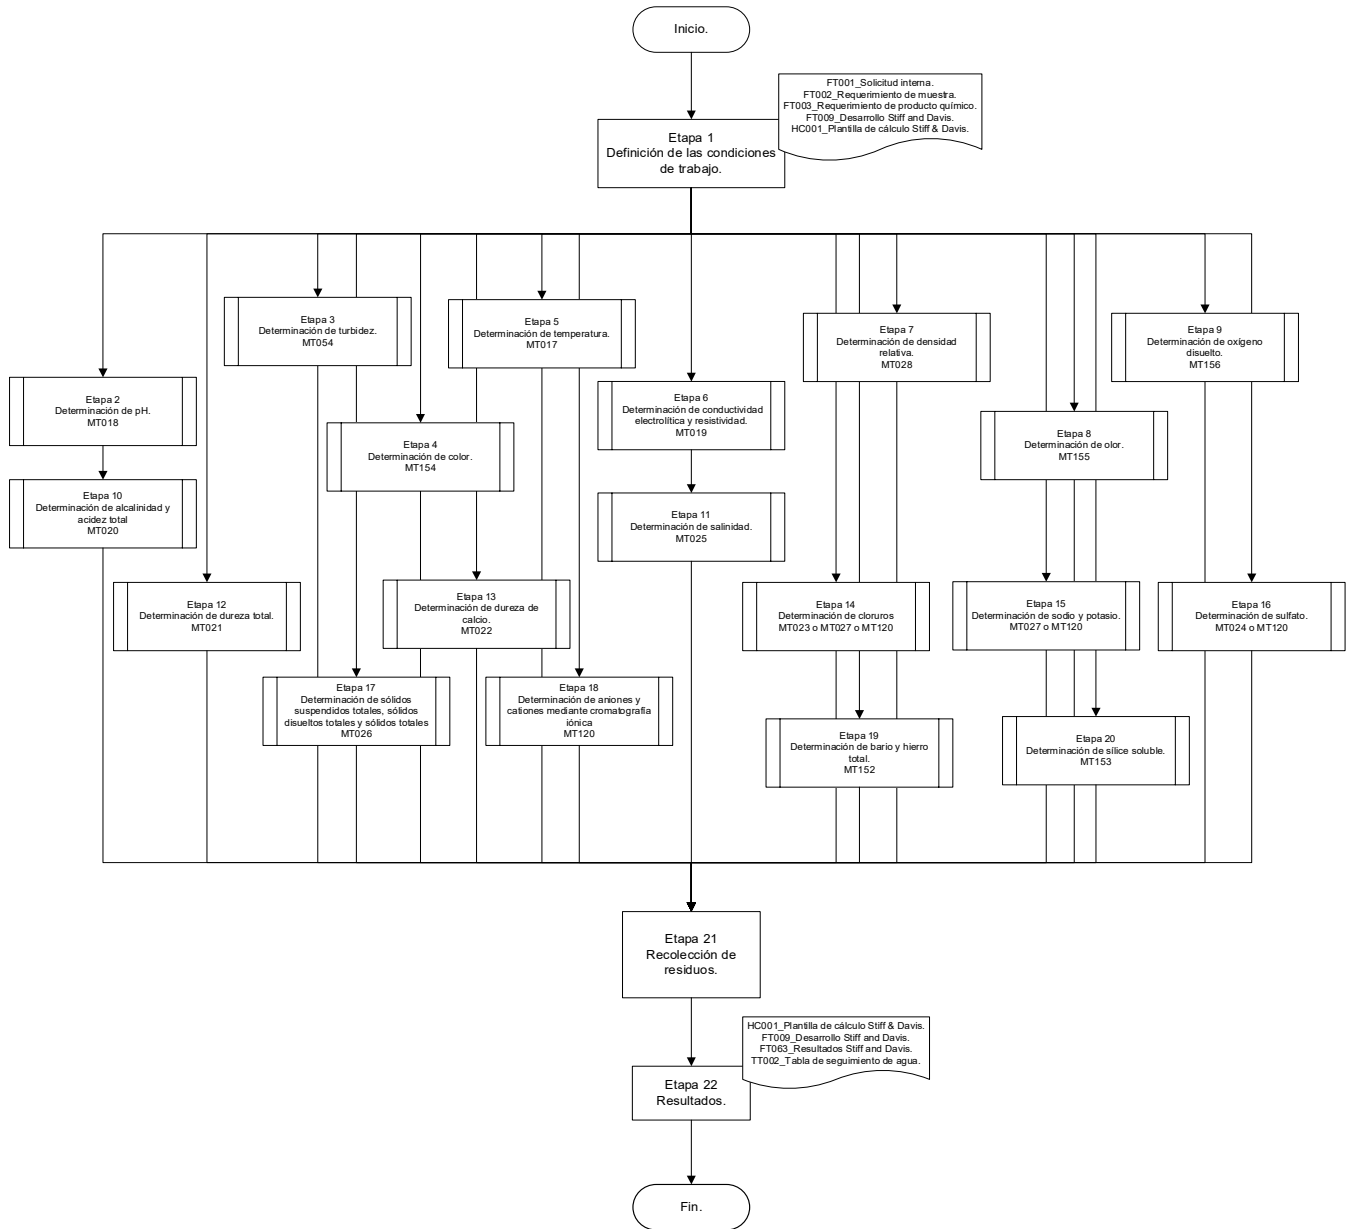 Inicio.
FT001_Solicitud interna.
FT002_Requerimiento de muestra.
FT003_Requerimiento de producto químico.
FT009_Desarrollo Stiff and Davis.
HC001_Plantilla de cálculo Stiff & Davis.
Etapa 1
Definición de las condiciones
de trabajo.
Etapa 2
Determinación de pH.
MT018
Etapa 3
Determinación de turbidez.
MT054
Etapa 4
Determinación de color.
MT154
Etapa 5
Determinación de temperatura.
MT017
Etapa 6
Determinación de conductividad
electrolítica y resistividad.
MT019
Etapa 7
Determinación de densidad
relativa.
MT028
Etapa 8
Determinación de olor.
MT155
Etapa 9
Determinación de oxígeno
disuelto.
MT156
Etapa 10
Determinación de alcalinidad y
acidez total
MT020
Etapa 11
Determinación de salinidad.
MT025
Etapa 12
Determinación de dureza total.
MT021
Etapa 13
Determinación de dureza de
calcio.
MT022
Etapa 14
Determinación de cloruros
MT023 o MT027 o MT120
Etapa 15
Determinación de sodio y potasio.
MT027 o MT120
Etapa 16
Determinación de sulfato.
MT024 o MT120
Etapa 17
Determinación de sólidos
suspendidos totales, sólidos
disueltos totales y sólidos totales
MT026
Etapa 18
Determinación de aniones y
cationes mediante cromatografía
iónica
MT120
Etapa 19
Determinación de bario y hierro
total.
MT152
Etapa 20
Determinación de sílice soluble.
MT153
Etapa 21
Recolección de
residuos.
HC001_Plantilla de cálculo Stiff & Davis.
FT009_Desarrollo Stiff and Davis.
FT063_Resultados Stiff and Davis.
TT002_Tabla de seguimiento de agua.
Etapa 22
Resultados.
Fin.